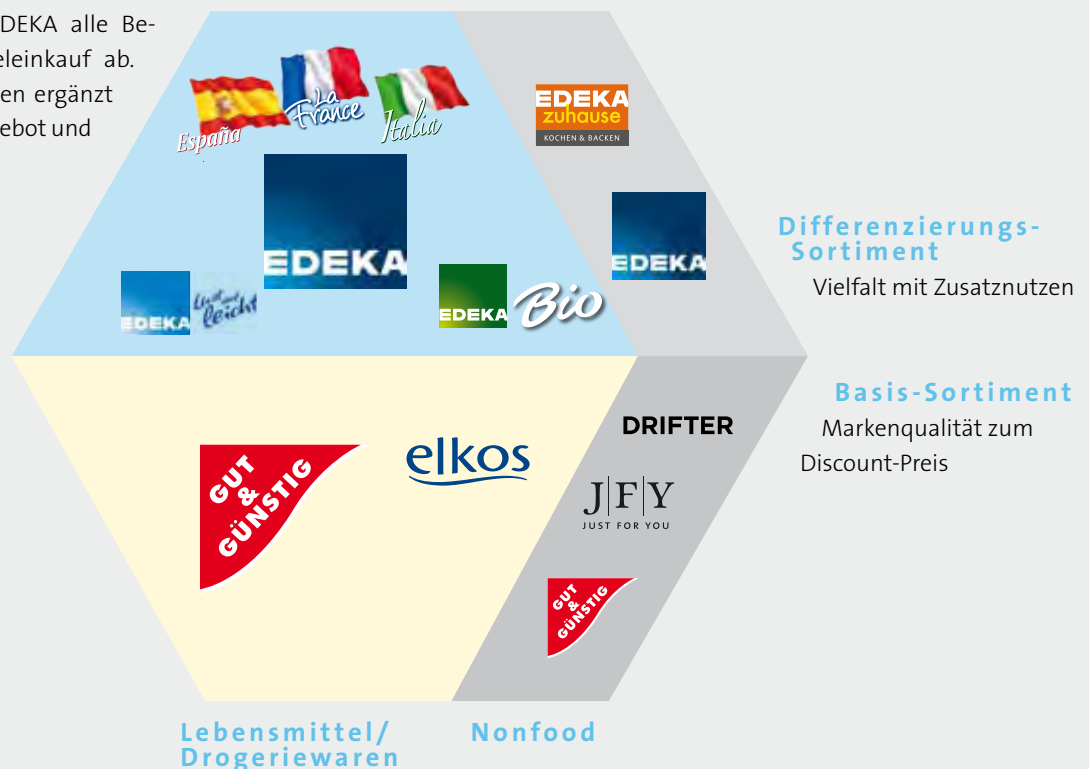 DEKA alle Be-
eleinkauf ab.
en ergänzt
ebot und
España
La
France
Italia
EDEKA
zuhause
KOCHEN & BACKEN
EDEKA
EDEKA
EDEKA
leicht
EDEKA
Bio
Differenzierungs-
Sortiment
Vielfalt mit Zusatznutzen
Basis-Sortiment
Markenqualität zum
Discount-Preis
GUT
&
GÜNSTIG
elkos
DRIFTER
J|F|Y
JUST FOR YOU
GUT
&
GÜNSTIG
Lebensmittel/
Drogeriewaren
Nonfood